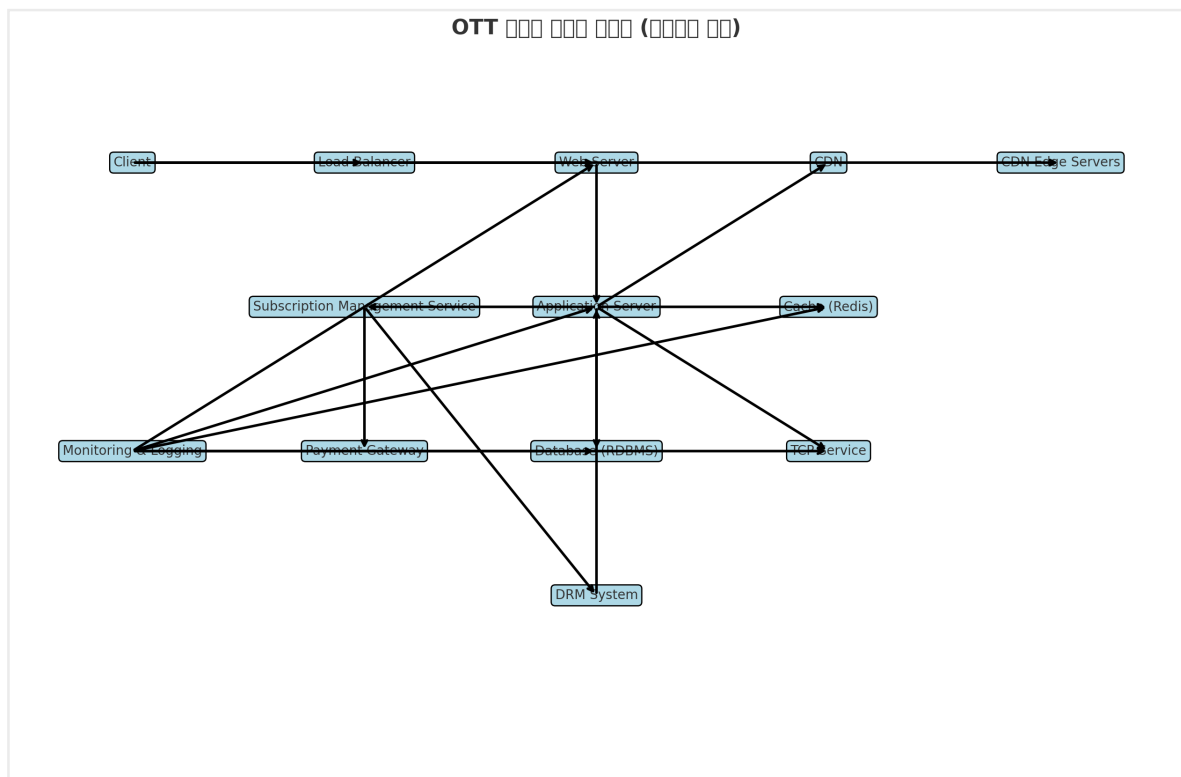 OTT
Client
Load Balancer
Web Server
CDN
CDN Edge Servers
Subscription Management Service
Application Server
Cache (Redis)
Monitoring & Logging
Payment Gateway
Database (RDBMS)
TCP Service
DRM System